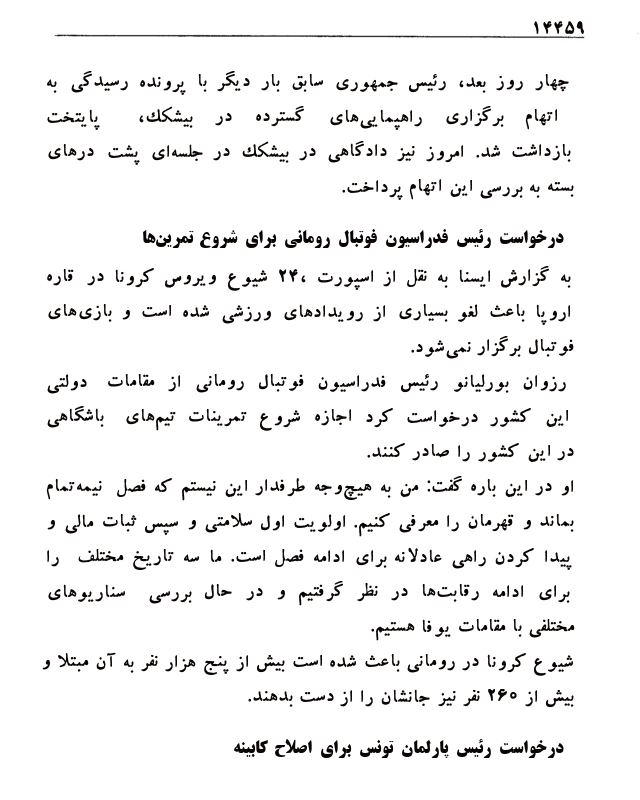 ۱۴۴۵۹
چهار روز بعد، رئیس جمهوری سابق بار دیگر با پرونده رسیدگی به
اتهام برگزاری راهپیمایی‌های گسترده در بیشکک، پایتخت
بازداشت شد. امروز نیز دادگاهی در بیشکک در جلسه‌ای پشت درهای
بسته به بررسی این اتهام پرداخت.
درخواست رئیس فدراسیون فوتبال رومانی برای شروع تمرین‌ها
به گزارش ایسنا به نقل از اسپورت ،۲۴ شیوع ویروس کرونا در قاره
اروپا باعث لغو بسیاری از رویدادهای ورزشی شده است و بازی‌های
فوتبال برگزار نمی‌شود.
رزوان بورلیانو رئیس فدراسیون فوتبال رومانی از مقامات دولتی
این کشور درخواست کرد اجازه شروع تمرینات تیم‌های باشگاهی
در این کشور را صادر کنند.
او در این باره گفت: من به هیچ‌وجه طرفدار این نیستم که فصل نیمه‌تمام
بماند و قهرمان را معرفی کنیم. اولویت اول سلامتی و سپس ثبات مالی و
پیدا کردن راهی عادلانه برای ادامه فصل است. ما سه تاریخ مختلف را
برای ادامه رقابت‌ها در نظر گرفتیم و در حال بررسی سناریوهای
مختلفی با مقامات یوفا هستیم.
شیوع کرونا در رومانی باعث شده است بیش از پنج هزار نفر به آن مبتلا و
بیش از ۲۶۰ نفر نیز جانشان را از دست بدهند.
درخواست رئیس پارلمان تونس برای اصلاح کابینه